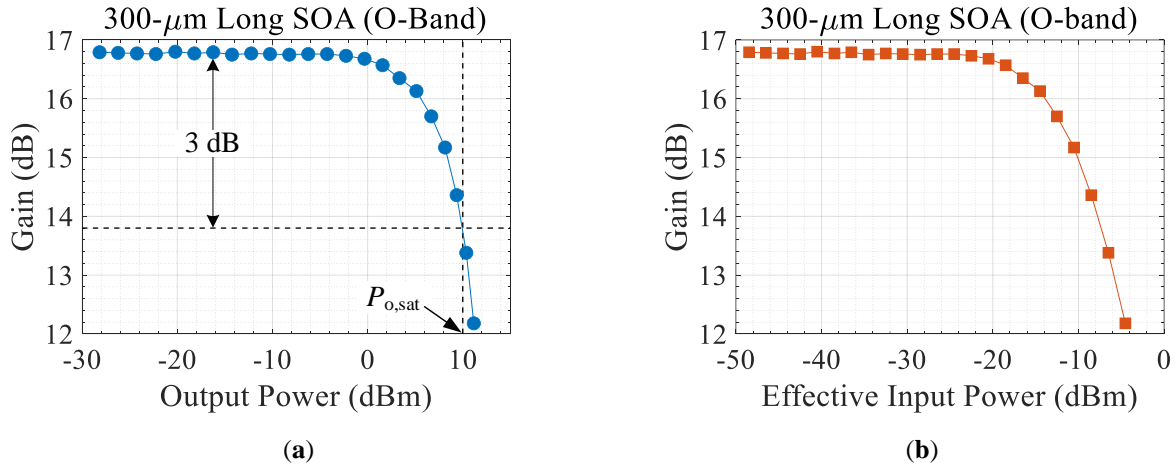 300-μm Long SOA (O-Band)
17
16
15
14
13
12
Gain (dB)
3 dB
P_o,sat
-30
-20
-10
0
10
Output Power (dBm)
(a)
300-μm Long SOA (O-band)
17
16
15
14
13
12
Gain (dB)
-50
-40
-30
-20
-10
0
Effective Input Power (dBm)
(b)